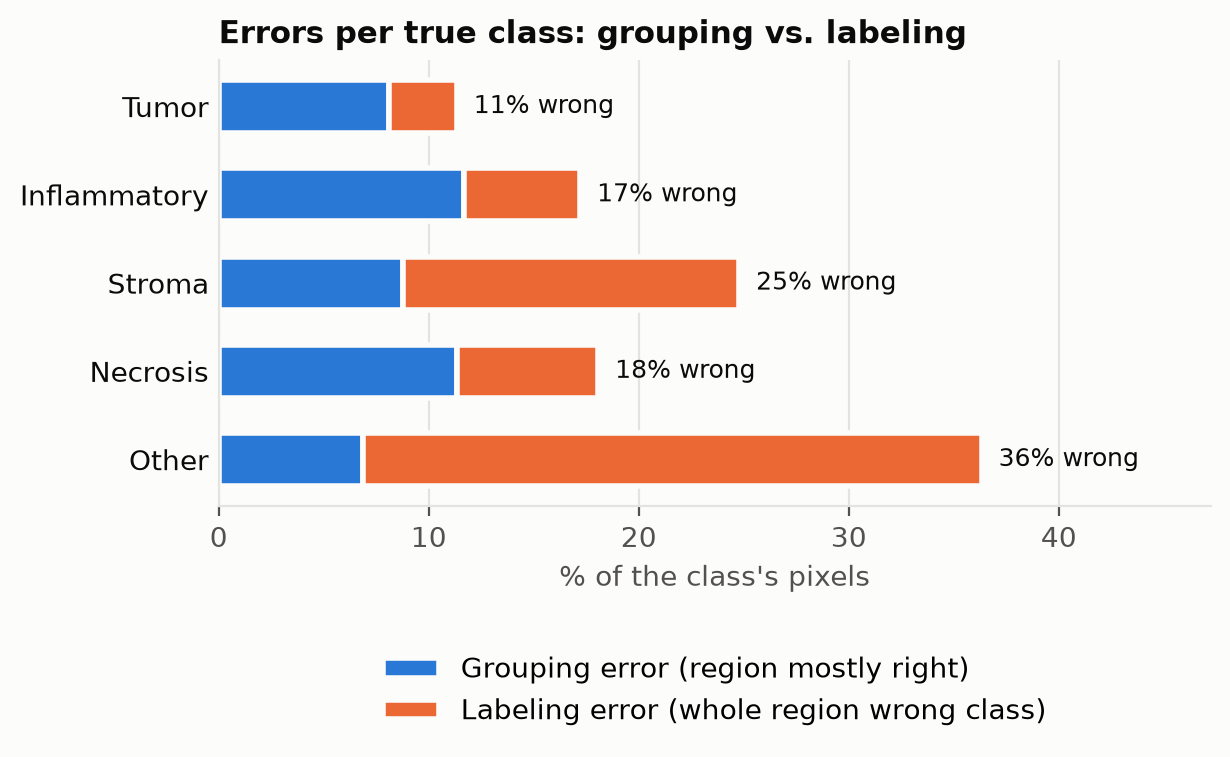 Errors per true class: grouping vs. labeling
Tumor
11% wrong
Inflammatory
17% wrong
Stroma
25% wrong
Necrosis
18% wrong
Other
36% wrong
0 10 20 30 40
% of the class's pixels
Grouping error (region mostly right)
Labeling error (whole region wrong class)